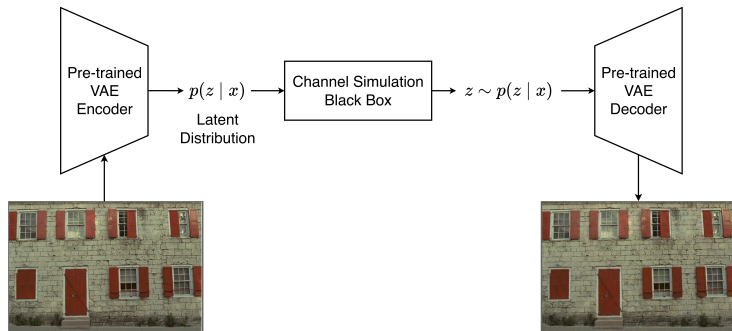 Pre-trained
VAE
Encoder
p(z | x)
Latent
Distribution
Channel Simulation
Black Box
z ∼ p(z | x)
Pre-trained
VAE
Decoder